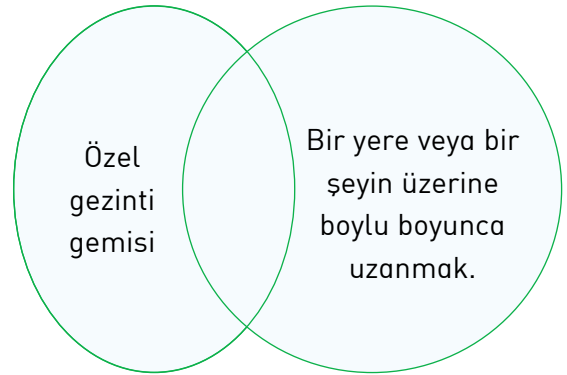 Özel
gezinti
gemisi
Bir yere veya bir
şeyin üzerine
boylu boyunca
uzanmak.